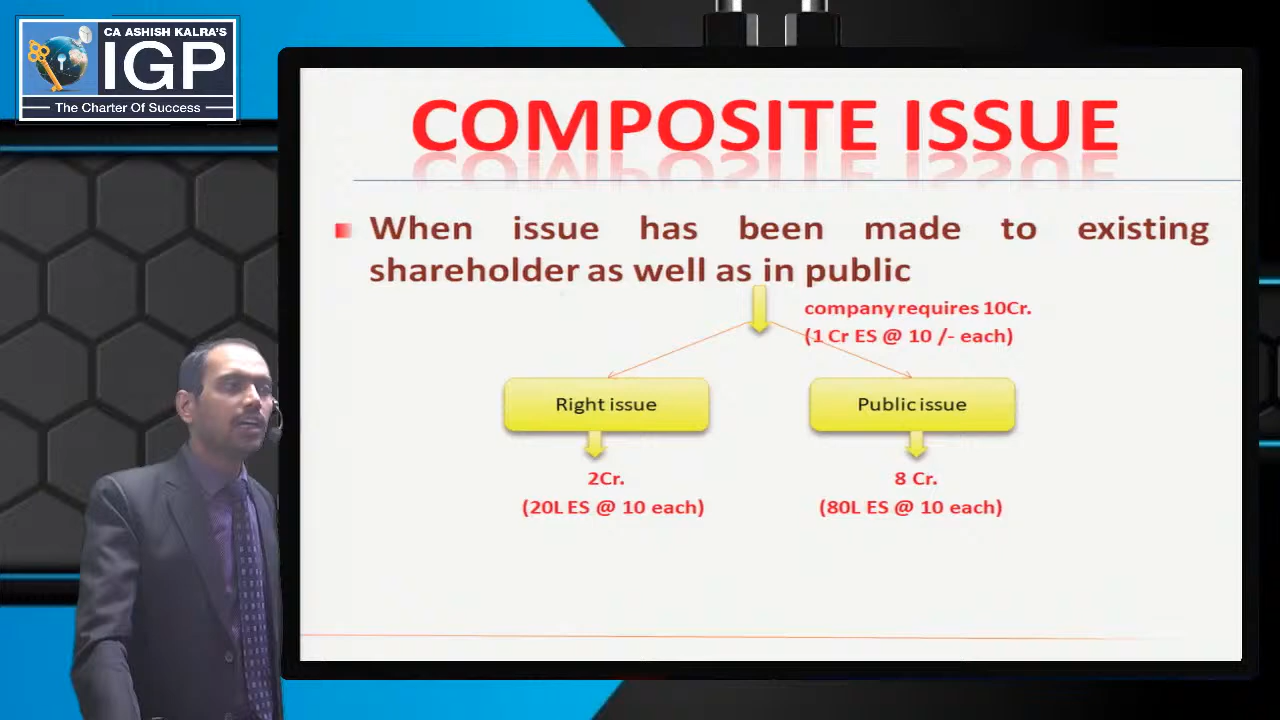 CA ASHISH KALRA'S
IGP
The Charter Of Success
COMPOSITE ISSUE
When issue has been made to existing
shareholder as well as in public
company requires 10Cr.
(1 Cr ES @ 10 /- each)
Right issue
Public issue
2Cr.
8 Cr.
(20L ES @ 10 each)
(80L ES @ 10 each)